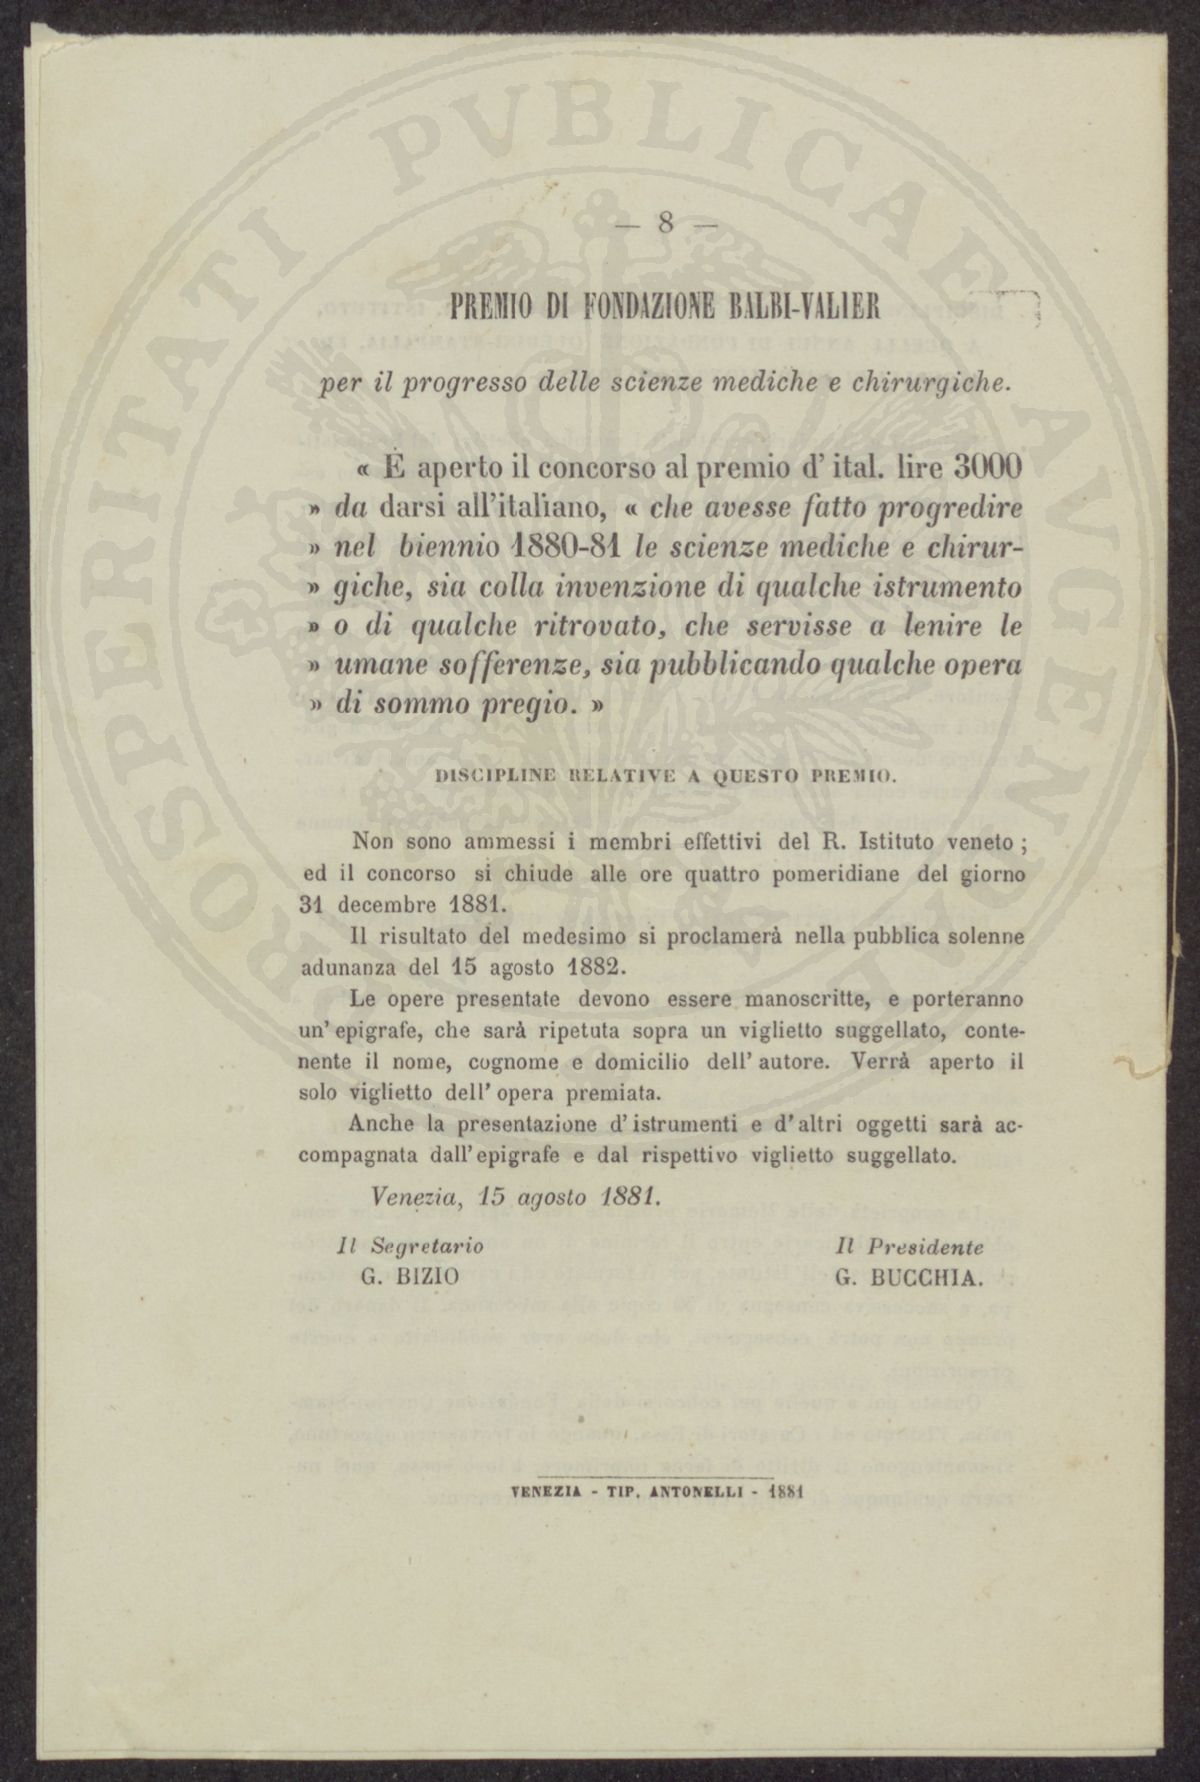 PROSPERITATI PVBLICAE AVGENDAE
— 8 —
PREMIO DI FONDAZIONE BALBI-VALIER
per il progresso delle scienze mediche e chirurgiche.
« È aperto il concorso al premio d' ital. lire 3000
» da darsi all'italiano, « che avesse fatto progredire
» nel biennio 1880-81 le scienze mediche e chirur-
» giche, sia colla invenzione di qualche istrumento
» o di qualche ritrovato, che servisse a lenire le
» umane sofferenze, sia pubblicando qualche opera
» di sommo pregio. »
DISCIPLINE RELATIVE A QUESTO PREMIO.
Non sono ammessi i membri effettivi del R. Istituto veneto ;
ed il concorso si chiude alle ore quattro pomeridiane del giorno
31 decembre 1881.
Il risultato del medesimo si proclamerà nella pubblica solenne
adunanza del 15 agosto 1882.
Le opere presentate devono essere manoscritte, e porteranno
un' epigrafe, che sarà ripetuta sopra un viglietto suggellato, conte-
nente il nome, cognome e domicilio dell' autore. Verrà aperto il
solo viglietto dell' opera premiata.
Anche la presentazione d' istrumenti e d' altri oggetti sarà ac-
compagnata dall' epigrafe e dal rispettivo viglietto suggellato.
Venezia, 15 agosto 1881.
Il Segretario
G. BIZIO
Il Presidente
G. BUCCHIA.
VENEZIA - TIP. ANTONELLI - 1881